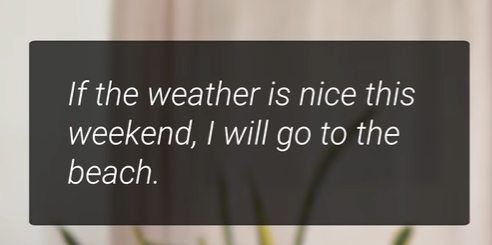 If the weather is nice this
weekend, I will go to the
beach.